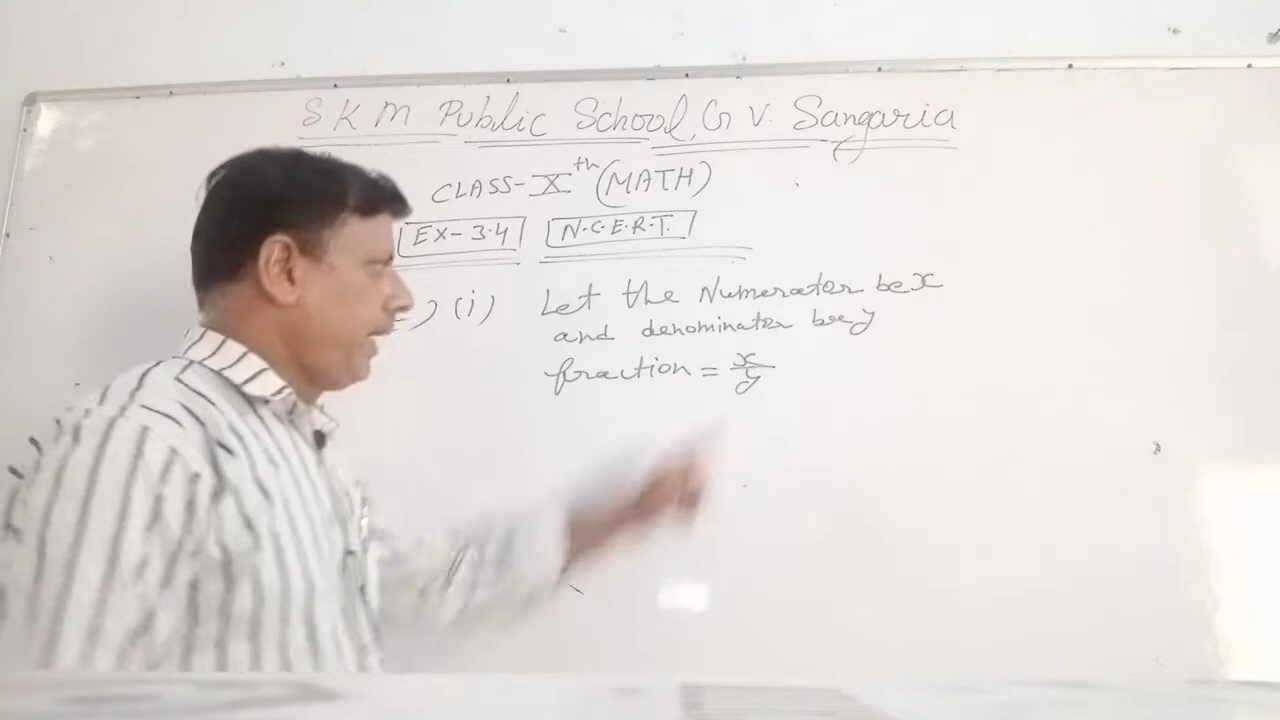 SKM Public School, G V. Sangaria
CLASS-Xth (MATH)
EX-3.4 N.C.E.R.T.
) (i) Let the Numerator be x
and denominator be y
fraction = x/y